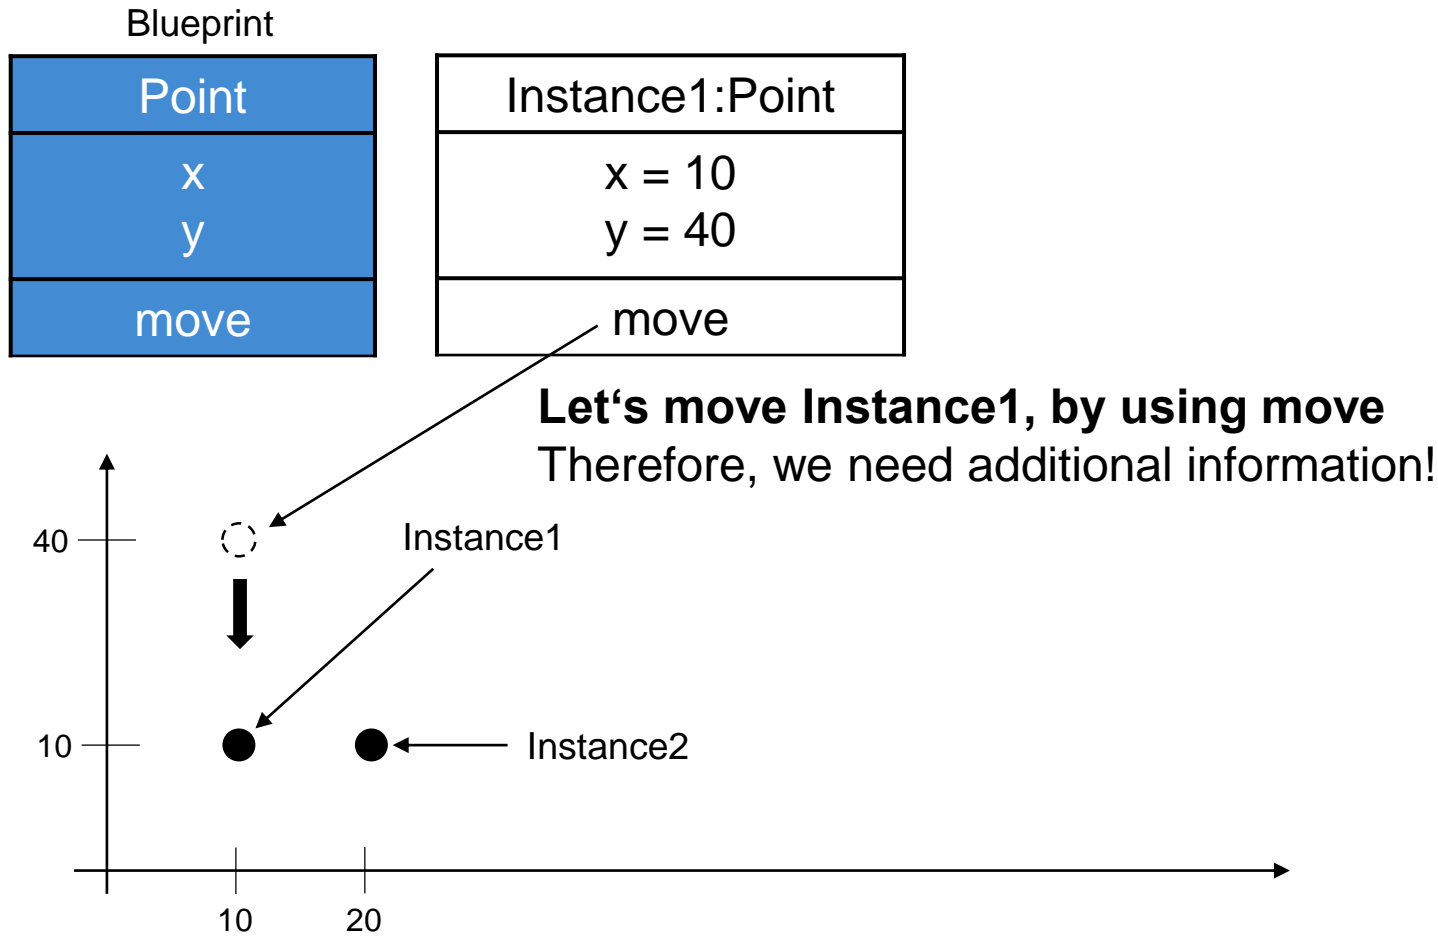 Blueprint
Point
x
y
move
Instance1:Point
x = 10
y = 40
move
Let‘s move Instance1, by using move
Therefore, we need additional information!
40
Instance1
10
Instance2
10
20